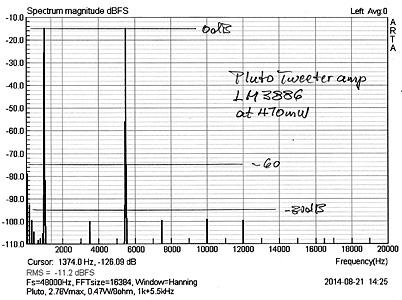 Spectrum magnitude dBFS
Left Avg:0
-10.0
-20.0
-30.0
-40.0
-50.0
-60.0
-70.0
-80.0
-90.0
-100.0
-110.0
ARTA
0dB
Pluto Tweeter amp
LM3886
at 470mW
-60
-80dB
2000 4000 6000 8000 10000 12000 14000 16000 18000 20000
Cursor: 1374.0 Hz, -126.09 dB
Frequency(Hz)
RMS = -11.2 dBFS
Fs=48000Hz, FFTsize=16384, Window=Hanning
2014-08-21 14:25
Pluto, 2.76Vmax, 0.47W/8ohm, 1k+5.5kHz